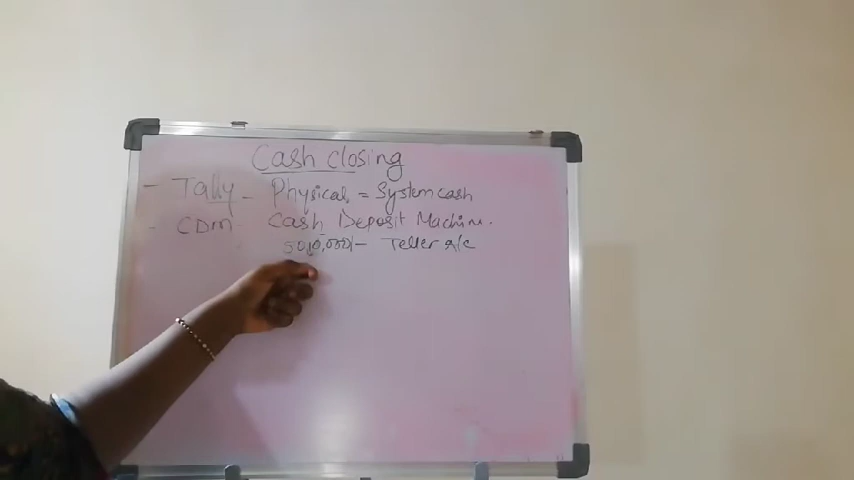 Cash closing
- Tally - Physical = System cash
- CDM Cash Deposit Machine.
50,0,000/- Teller a/c